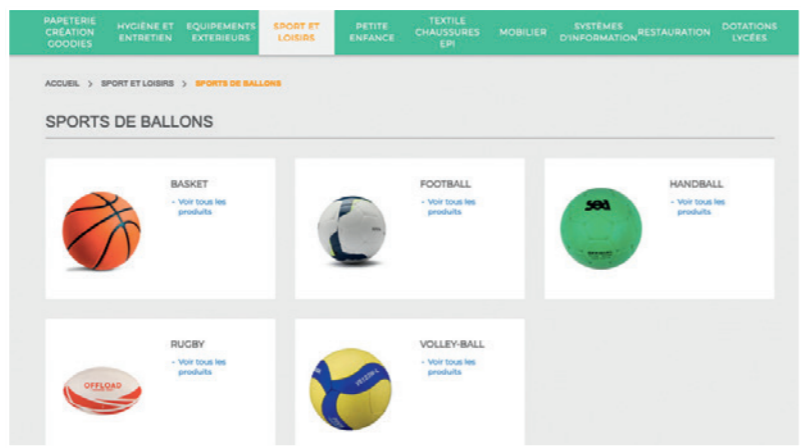 PAPETERIE
CRÉATION
GOODIES
HYGIÈNE ET
ENTRETIEN
EQUIPEMENTS
EXTERIEURS
SPORT ET
LOISIRS
PETITE
ENFANCE
TEXTILE
CHAUSSURES
EPI
MOBILIER
SYSTÈMES
D'INFORMATION
RESTAURATION
DOTATIONS
LYCÉES
ACCUEIL > SPORT ET LOISIRS > SPORTS DE BALLONS
SPORTS DE BALLONS
BASKET
- Voir tous les
produits
FOOTBALL
- Voir tous les
produits
HANDBALL
- Voir tous les
produits
sea
RUGBY
- Voir tous les
produits
OFFLOAD
VOLLEY-BALL
- Voir tous les
produits